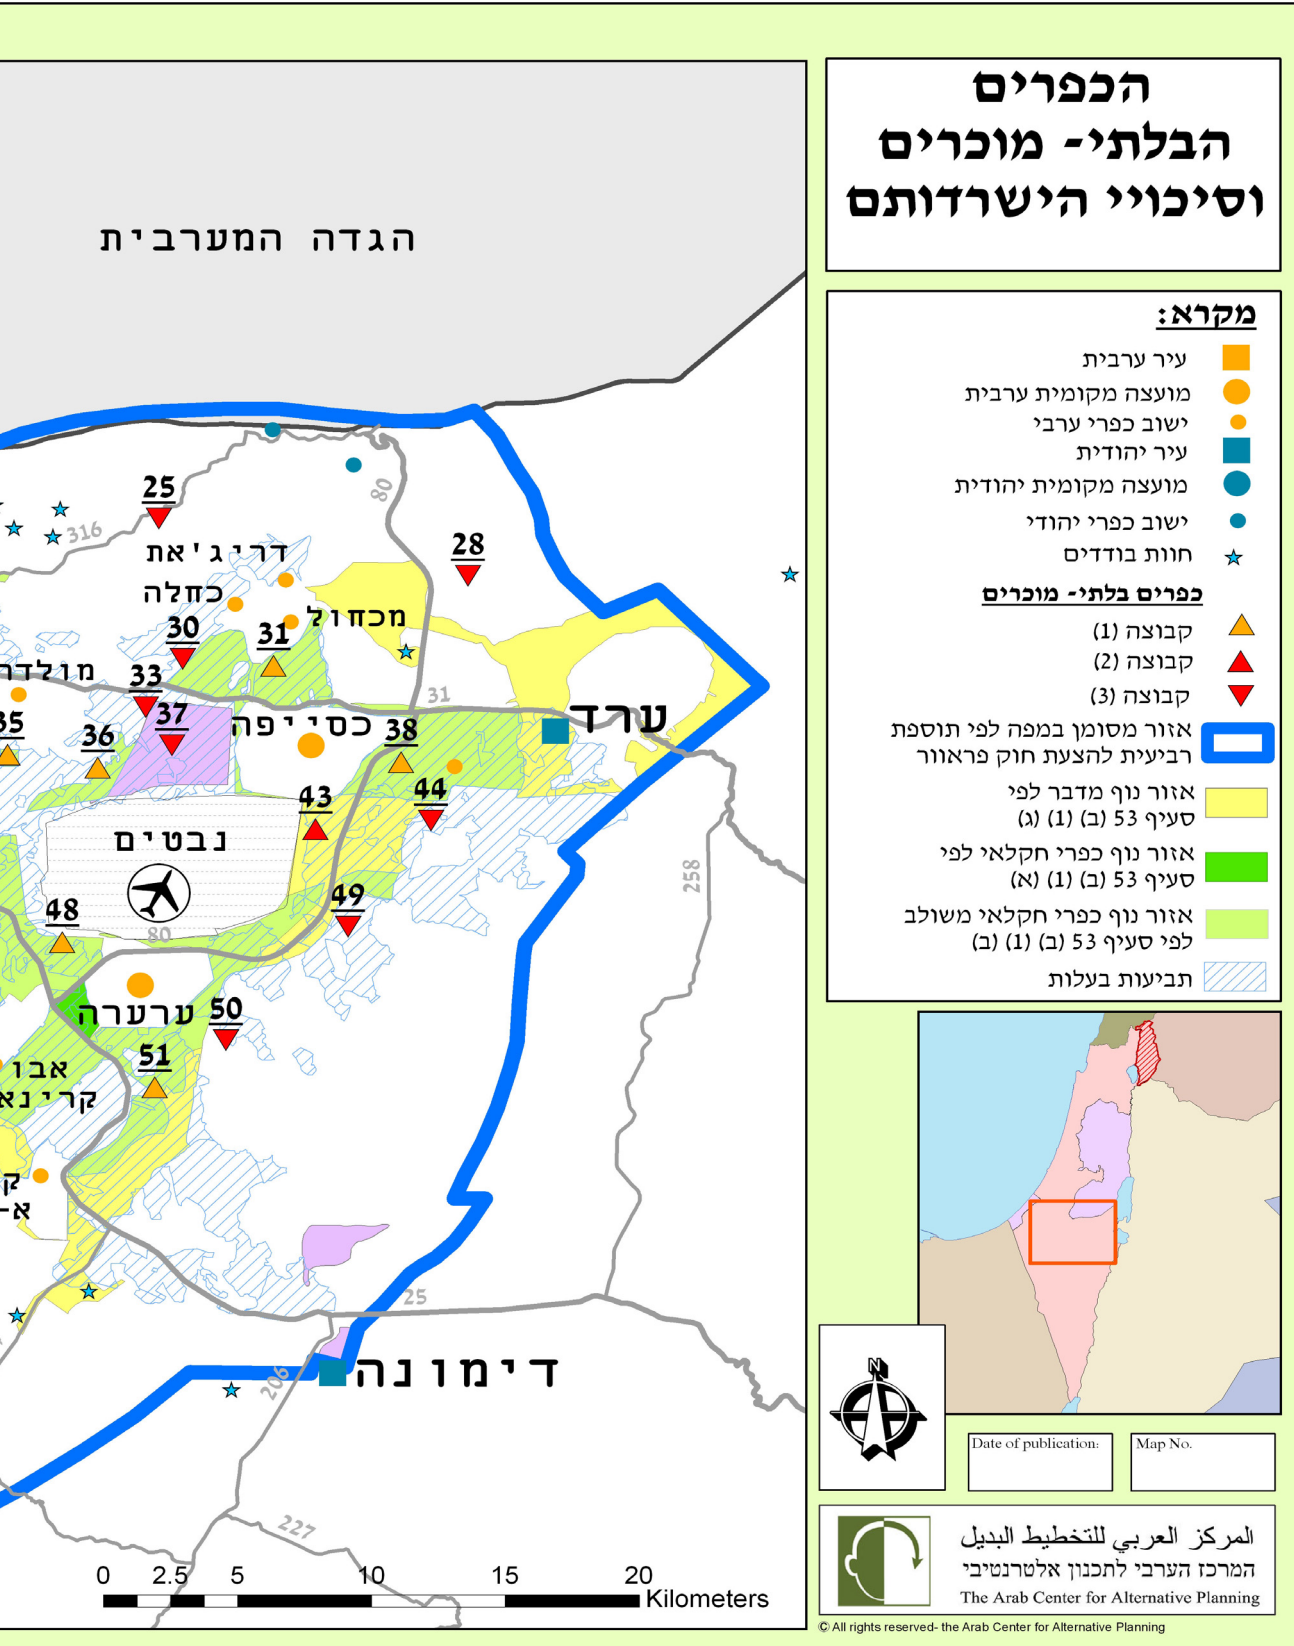 הכפרים
הבלתי- מוכרים
וסיכויי הישרדותם
מקרא:
עיר ערבית
מועצה מקומית ערבית
ישוב כפרי ערבי
עיר יהודית
מועצה מקומית יהודית
ישוב כפרי יהודי
חוות בודדים
כפרים בלתי- מוכרים
קבוצה (1)
קבוצה (2)
קבוצה (3)
אזור מסומן במפה לפי תוספת
רביעית להצעת חוק פראוור
אזור נוף מדבר לפי
סעיף 53 (ב) (1) (ג)
אזור נוף כפרי חקלאי לפי
סעיף 53 (ב) (1) (א)
אזור נוף כפרי חקלאי משולב
לפי סעיף 53 (ב) (1) (ב)
תביעות בעלות
הגדה המערבית
25
80
316
28
דריג'את
כחלה
מכחול
30
31
מולדה
33
31
37
כסייפה
38
ערד
35
36
43
44
נבטים
258
49
48
80
ערערה
50
51
אבו
קרינא
ק
א-
25
דימונה
206
227
0 2.5 5 10 15 20
Kilometers
N
Date of publication:
Map No.
المركز العربي للتخطيط البديل
המרכז הערבי לתכנון אלטרנטיבי
The Arab Center for Alternative Planning
© All rights reserved- the Arab Center for Alternative Planning